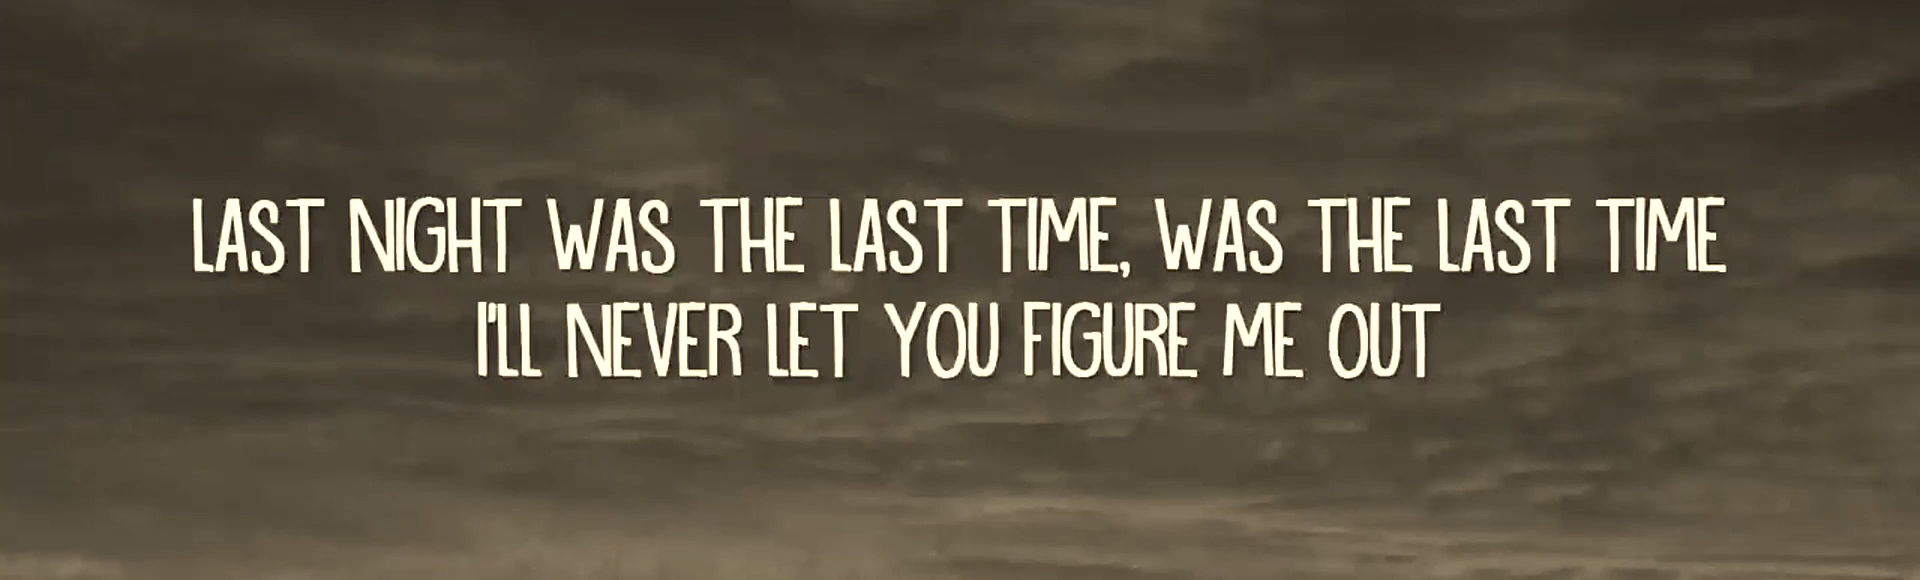 LAST NIGHT WAS THE LAST TIME, WAS THE LAST TIME
I'LL NEVER LET YOU FIGURE ME OUT